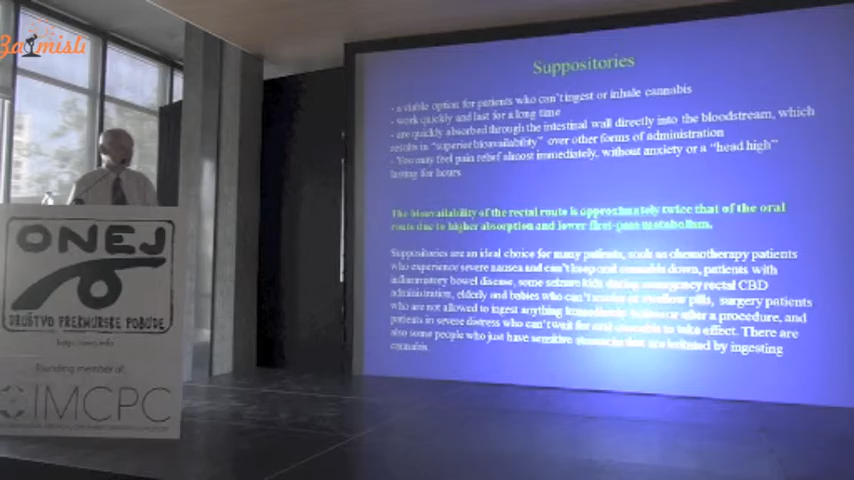 Zamisli
Suppositories
- a viable option for patients who can't ingest or inhale cannabis
- work quickly and last for a long time
- are quickly absorbed through the intestinal wall directly into the bloodstream, which
results in "superior bioavailability" over other forms of administration
- You may feel pain relief almost immediately, without anxiety or a "head high"
lasting for hours
The bioavailability of the rectal route is approximately twice that of the oral
route due to higher absorption and lower first-pass metabolism.
Suppositories are an ideal choice for many patients, such as chemotherapy patients
who experience severe nausea and can't keep oral cannabis down, patients with
inflammatory bowel disease, some seizure kids during emergency rectal CBD
administration, elderly and babies who can't swallow pills, surgery patients
who are not allowed to ingest anything immediately before or after a procedure, and
patients in severe distress who can't wait for oral cannabis to take effect. There are
also some people who just have sensitive stomachs that are irritated by ingesting
cannabis.
ONEJ
DRUŠTVO PREKMURSKE POBUDE
http://onej.info
Founding member of:
IMCPC